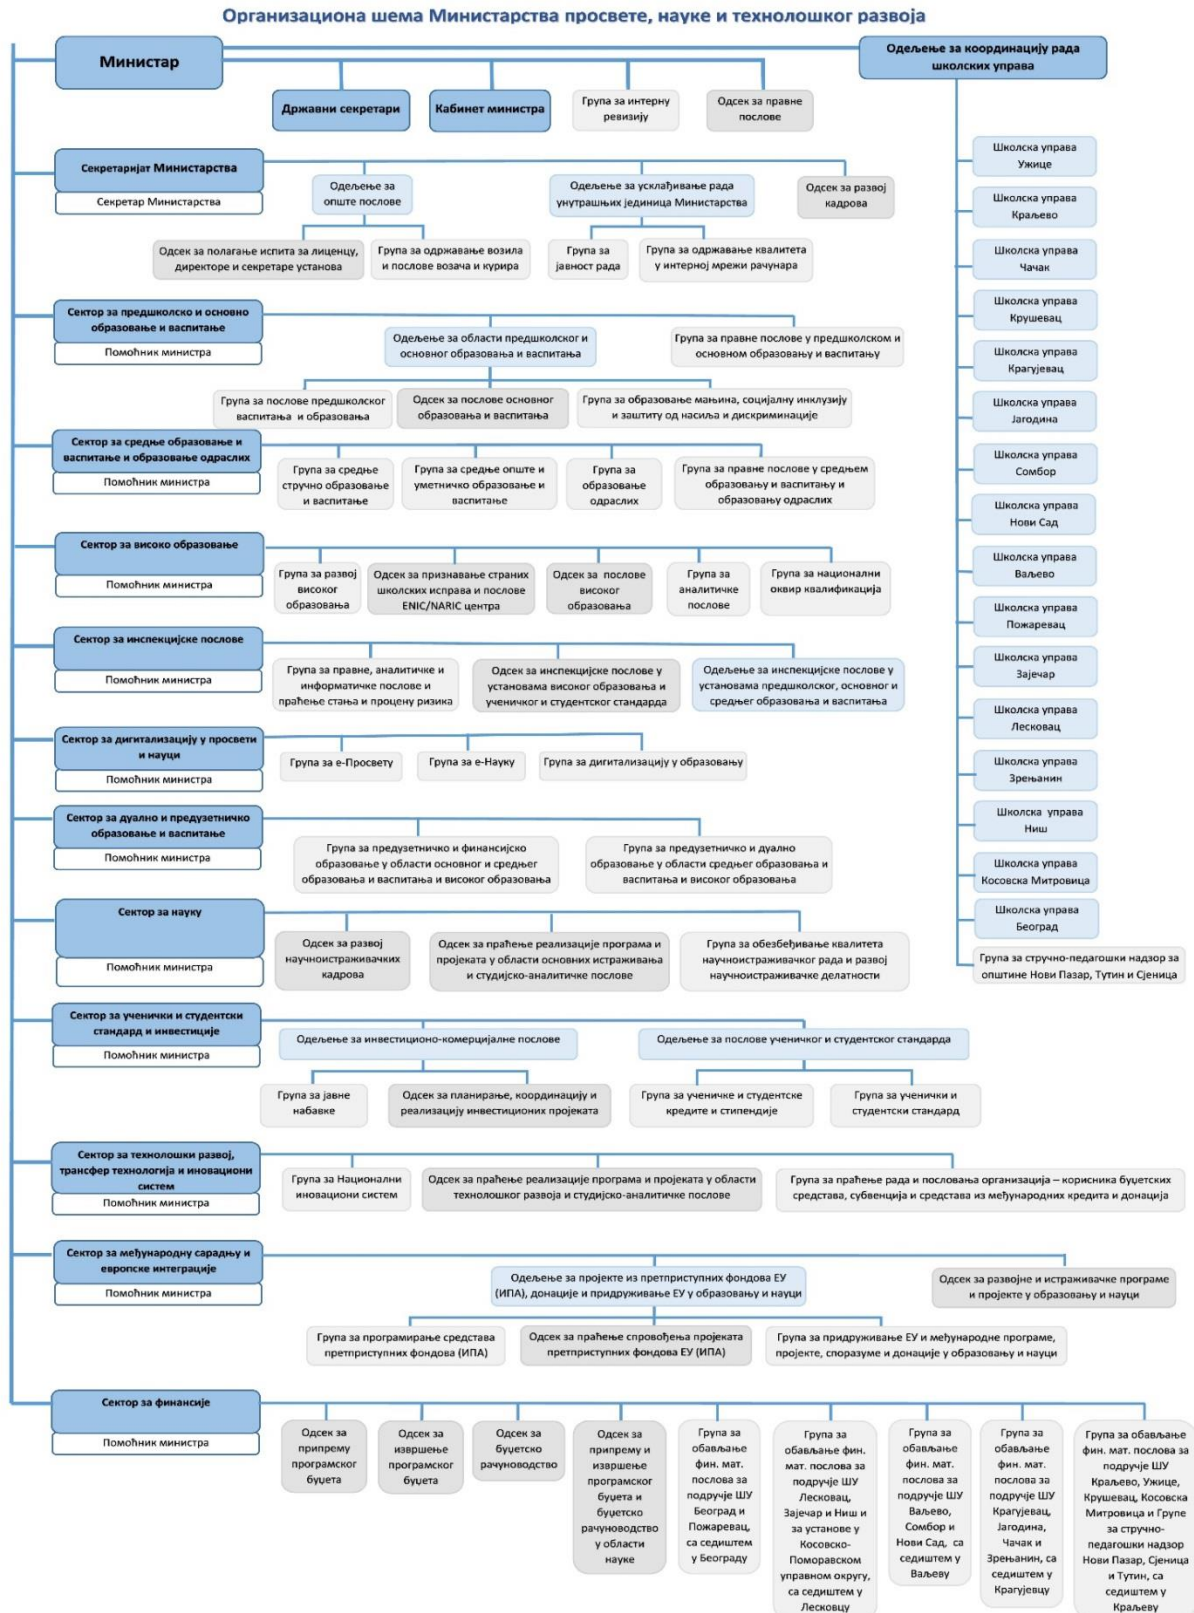 Организациона шема Министарства просвете, науке и технолошког развоја
Министар
Одељење за координацију рада
школских управа
Државни секретари
Кабинет министра
Група за интерну
ревизију
Одсек за правне
послове
Секретаријат Министарства
Секретар Министарства
Одељење за
опште послове
Одељење за усклађивање рада
унутрашњих јединица Министарства
Одсек за развој
кадрова
Одсек за полагање испита за лиценцу,
директоре и секретаре установа
Група за одржавање возила
и послове возача и курира
Група за
јавност рада
Група за одржавање квалитета
у интерној мрежи рачунара
Сектор за предшколско и основно
образовање и васпитање
Помоћник министра
Одељење за области предшколског и
основног образовања и васпитања
Група за правне послове у предшколском и
основном образовању и васпитању
Група за послове предшколског
васпитања и образовања
Одсек за послове основног
образовања и васпитања
Група за образовање мањина, социјалну инклузију
и заштиту од насиља и дискриминације
Сектор за средње образовање и
васпитање и образовање одраслих
Помоћник министра
Група за средње
стручно образовање
и васпитање
Група за средње опште и
уметничко образовање и
васпитање
Група за
образовање
одраслих
Група за правне послове у средњем
образовању и васпитању и
образовању одраслих
Сектор за високо образовање
Помоћник министра
Група за развој
високог
образовања
Одсек за признавање страних
школских исправа и послове
ENIC/NARIC центра
Одсек за послове
високог
образовања
Група за
аналитичке
послове
Група за национални
оквир квалификација
Сектор за инспекцијске послове
Помоћник министра
Група за правне, аналитичке и
информатичке послове и
праћење стања и процену ризика
Одсек за инспекцијске послове у
установама високог образовања и
ученичког и студентског стандарда
Одељење за инспекцијске послове у
установама предшколског, основног и
средњег образовања и васпитања
Сектор за дигитализацију у просвети
и науци
Помоћник министра
Група за е-Просвету
Група за е-Науку
Група за дигитализацију у образовању
Сектор за дуално и предузетничко
образовање и васпитање
Помоћник министра
Група за предузетничко и финансијско
образовање у области основног и средњег
образовања и васпитања и високог образовања
Група за предузетничко и дуално
образовање у области средњег образовања и
васпитања и високог образовања
Сектор за науку
Помоћник министра
Одсек за развој
научноистраживачких
кадрова
Одсек за праћење реализације програма и
пројеката у области основних истраживања
и студијско-аналитичке послове
Група за обезбеђивање квалитета
научноистраживачког рада и развој
научноистраживачке делатности
Сектор за ученички и студентски
стандард и инвестиције
Помоћник министра
Одељење за инвестиционо-комерцијалне послове
Одељење за послове ученичког и студентског стандарда
Група за јавне
набавке
Одсек за планирање, координацију и
реализацију инвестиционих пројеката
Група за ученичке и студентске
кредите и стипендије
Група за ученички и
студентски стандард
Сектор за технолошки развој,
трансфер технологија и иновациони
систем
Помоћник министра
Група за Национални
иновациони систем
Одсек за праћење реализације програма и пројеката у области
технолошког развоја и студијско-аналитичке послове
Група за праћење рада и пословања организација – корисника буџетских
средстава, субвенција и средстава из међународних кредита и донација
Сектор за међународну сарадњу и
европске интеграције
Помоћник министра
Одељење за пројекте из претприступних фондова ЕУ
(ИПА), донације и придруживање ЕУ у образовању и науци
Одсек за развојне и истраживачке програме
и пројекте у образовању и науци
Група за програмирање средстава
претприступних фондова (ИПА)
Одсек за праћење спровођења пројеката
претприступних фондова ЕУ (ИПА)
Група за придруживање ЕУ и међународне програме,
пројекте, споразуме и донације у образовању и науци
Сектор за финансије
Помоћник министра
Одсек за
припрему
програмског
буџета
Одсек за
извршење
програмског
буџета
Одсек за
буџетско
рачуноводство
Одсек за
припрему и
извршење
програмског
буџета и
буџетско
рачуноводство
у области
науке
Група за
обављање
фин. мат.
послова за
подручје ШУ
Београд и
Пожаревац,
са седиштем
у Београду
Група за
обављање фин.
мат. послова за
подручје ШУ
Лесковац,
Зајечар и Ниш и
за установе у
Косовско-
Поморавском
управном округу,
са седиштем у
Лесковцу
Група за
обављање
фин. мат.
послова за
подручје ШУ
Ваљево,
Сомбор и
Нови Сад, са
седиштем у
Ваљеву
Група за
обављање
фин. мат.
послова за
подручје ШУ
Крагујевац,
Јагодина,
Чачак и
Зрењанин, са
седиштем у
Крагујевцу
Група за обављање
фин. мат. послова за
подручје ШУ
Краљево, Ужице,
Крушевац, Косовска
Митровица и Групе
за стручно-
педагошки надзор
Нови Пазар, Сјеница
и Тутин, са
седиштем у
Краљеву
Школска управа
Ужице
Школска управа
Краљево
Школска управа
Чачак
Школска управа
Крушевац
Школска управа
Крагујевац
Школска управа
Јагодина
Школска управа
Сомбор
Школска управа
Нови Сад
Школска управа
Ваљево
Школска управа
Пожаревац
Школска управа
Зајечар
Школска управа
Лесковац
Школска управа
Зрењанин
Школска управа
Ниш
Школска управа
Косовска Митровица
Школска управа
Београд
Група за стручно-педагошки надзор за
општине Нови Пазар, Тутин и Сјеница